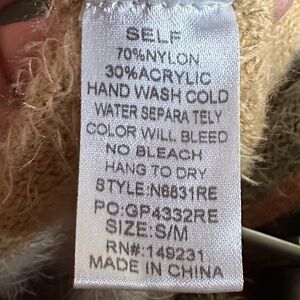 SELF
70%NYLON
30%ACRYLIC
HAND WASH COLD
WATER SEPARA TELY
COLOR WILL BLEED
NO BLEACH
HANG TO DRY
STYLE:N6831RE
PO:GP4332RE
SIZE:S/M
RN#:149231
MADE IN CHINA